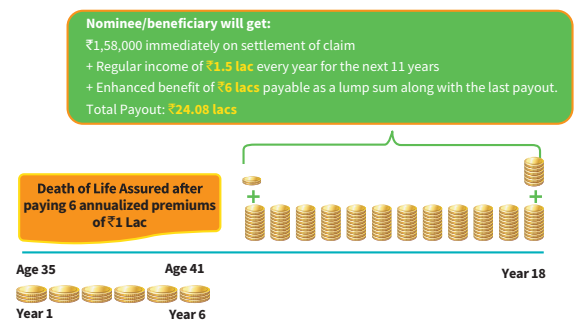 Nominee/beneficiary will get:
₹1,58,000 immediately on settlement of claim
+ Regular income of ₹1.5 lac every year for the next 11 years
+ Enhanced benefit of ₹6 lacs payable as a lump sum along with the last payout.
Total Payout: ₹24.08 lacs
Death of Life Assured after
paying 6 annualized premiums
of ₹1 Lac
+ +
Age 35 Age 41 Year 18
Year 1 Year 6